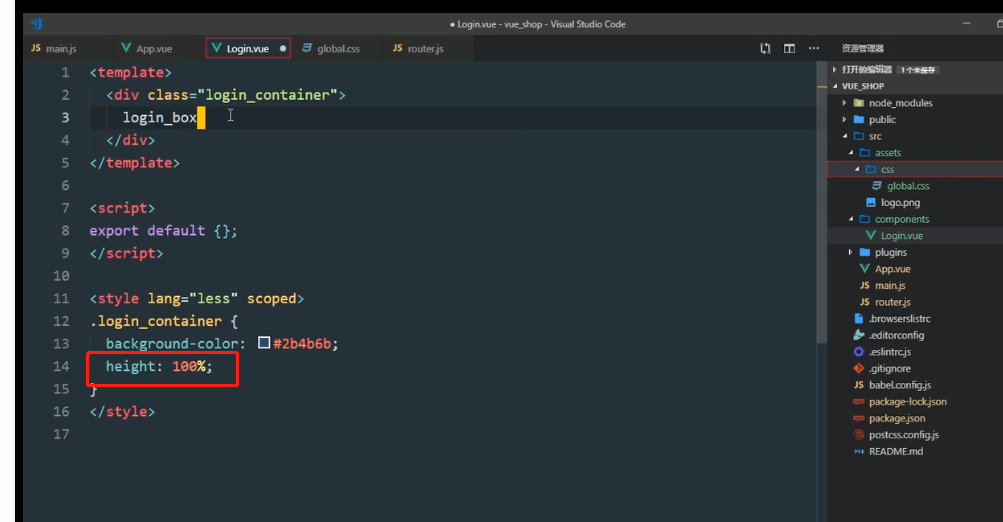 ● Login.vue - vue_shop - Visual Studio Code
JS main.js App.vue Login.vue ● global.css JS router.js ··· 资源管理器
1 <template>
2 <div class="login_container">
3 login_box
4 </div>
5 </template>
6
7 <script>
8 export default {};
9 </script>
10
11 <style lang="less" scoped>
12 .login_container {
13 background-color: #2b4b6b;
14 height: 100%;
15 }
16 </style>
17
打开的编辑器 1个未保存
VUE_SHOP
node_modules
public
src
assets
css
global.css
logo.png
components
Login.vue
plugins
App.vue
JS main.js
JS router.js
.browserslistrc
.editorconfig
.eslintrc.js
.gitignore
JS babel.config.js
package-lock.json
package.json
postcss.config.js
README.md